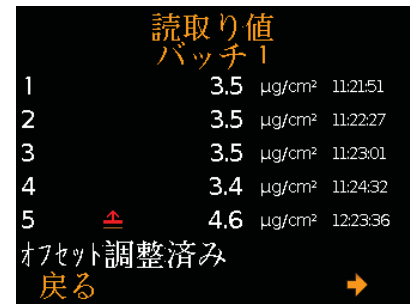 読取り値
バッチ1
1 3.5 µg/cm² 11:21:51
2 3.5 µg/cm² 11:22:27
3 3.5 µg/cm² 11:23:01
4 3.4 µg/cm² 11:24:32
5 4.6 µg/cm² 12:23:36
オフセット調整済み
戻る